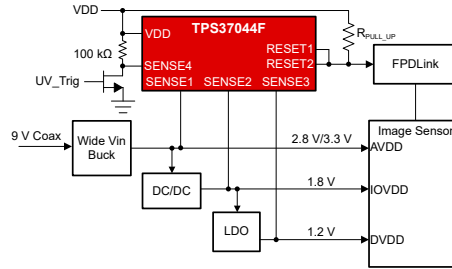 VDD
TPS37044F
VDD
RPULL_UP
100 kΩ
RESET1
SENSE4
RESET2
SENSE1
SENSE2
SENSE3
FPDLink
UV_Trig
Image Sensor
9 V Coax
Wide Vin
Buck
2.8 V/3.3 V
AVDD
DC/DC
1.8 V
IOVDD
LDO
1.2 V
DVDD